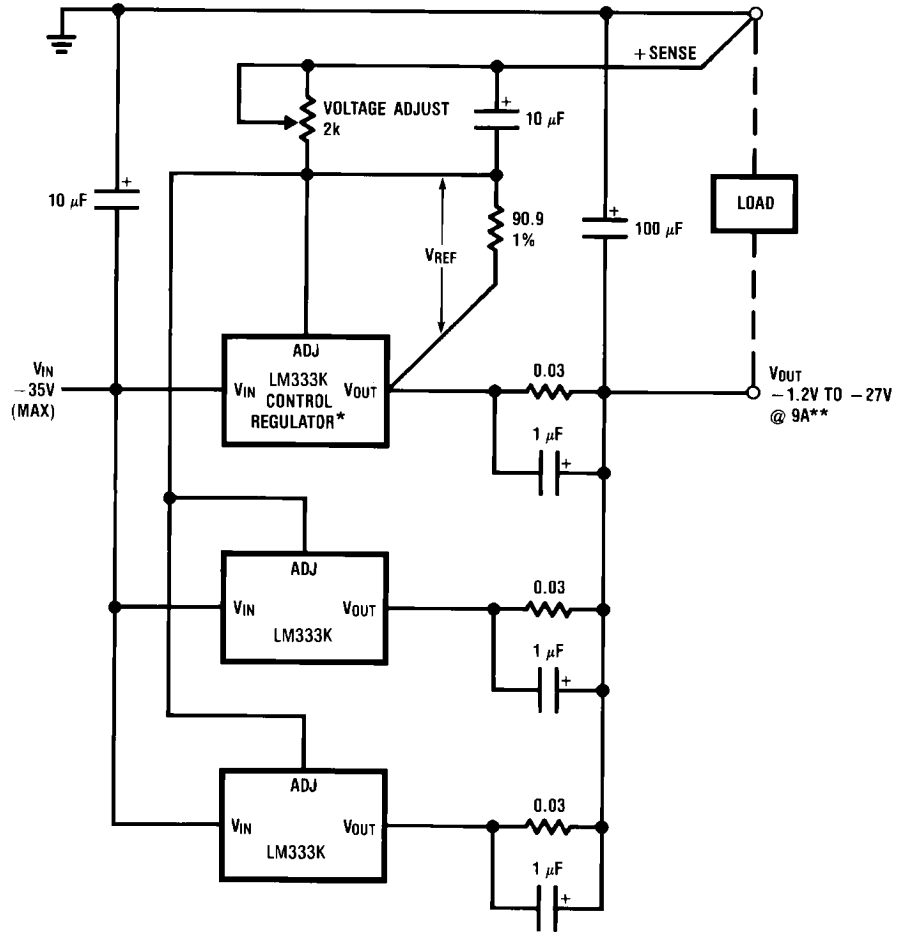 + SENSE
VOLTAGE ADJUST
2k
10 µF
10 µF
LOAD
90.9
1%
100 µF
VREF
ADJ
VIN
−35V
(MAX)
VIN
LM333K
CONTROL
REGULATOR*
VOUT
0.03
VOUT
−1.2V TO −27V
@ 9A**
1 µF
+
ADJ
VIN
VOUT
LM333K
0.03
1 µF
+
ADJ
VIN
VOUT
LM333K
0.03
1 µF
+